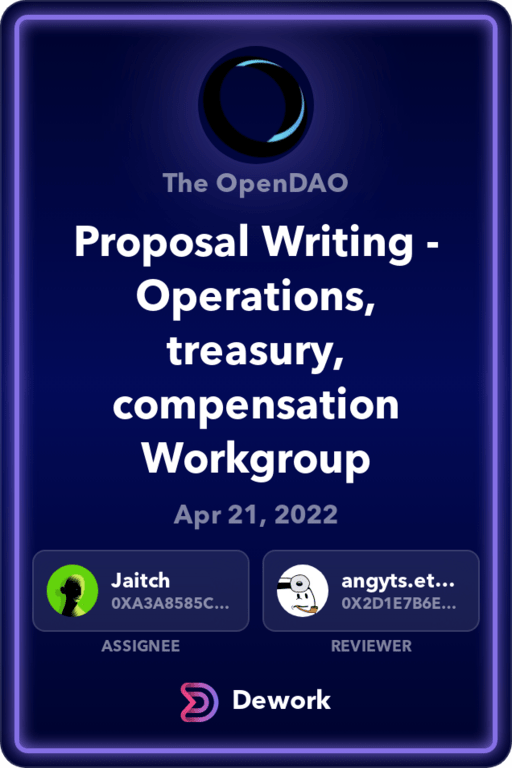 The OpenDAO
Proposal Writing -
Operations,
treasury,
compensation
Workgroup
Apr 21, 2022
Jaitch
0XA3A8585C...
ASSIGNEE
angyts.et...
0X2D1E7B6E...
REVIEWER
Dework